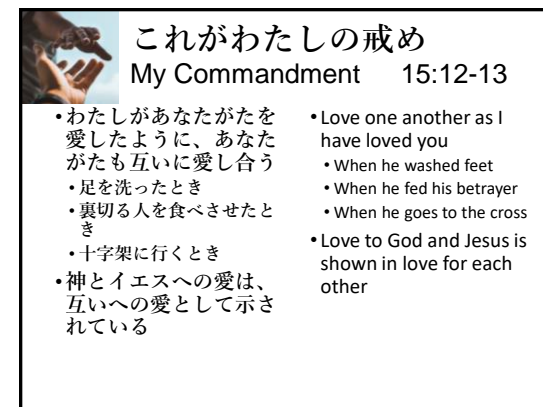 これがわたしの戒め
My Commandment 15:12-13
•わたしがあなたがたを
愛したように、あなた
がたも互いに愛し合う
•足を洗ったとき
•裏切る人を食べさせたと
き
•十字架に行くとき
•神とイエスへの愛は、
互いへの愛として示さ
れている
•Love one another as I
have loved you
•When he washed feet
•When he fed his betrayer
•When he goes to the cross
•Love to God and Jesus is
shown in love for each
other